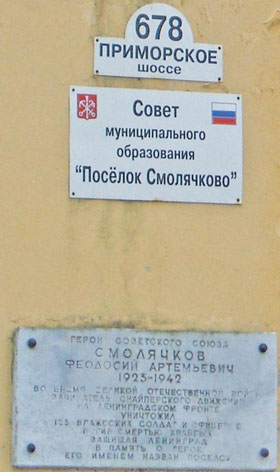 678
ПРИМОРСКОЕ
шоссе
Совет
муниципального
образования
"Посёлок Смолячково"
ГЕРОЙ СОВЕТСКОГО СОЮЗА
СМОЛЯЧКОВ
ФЕОДОСИЙ АРТЕМЬЕВИЧ
1923-1942
ВО ВРЕМЯ ВЕЛИКОЙ ОТЕЧЕСТВЕННОЙ ВОЙНЫ
ЗАЧИНАТЕЛЬ СНАЙПЕРСКОГО ДВИЖЕНИЯ
НА ЛЕНИНГРАДСКОМ ФРОНТЕ
УНИЧТОЖИЛ
125 ВРАЖЕСКИХ СОЛДАТ И ОФИЦЕРОВ
ПОГИБ СМЕРТЬЮ ХРАБРЫХ
ЗАЩИЩАЯ ЛЕНИНГРАД
В ПАМЯТЬ О ГЕРОЕ
ЕГО ИМЕНЕМ НАЗВАН ПОСЕЛОК